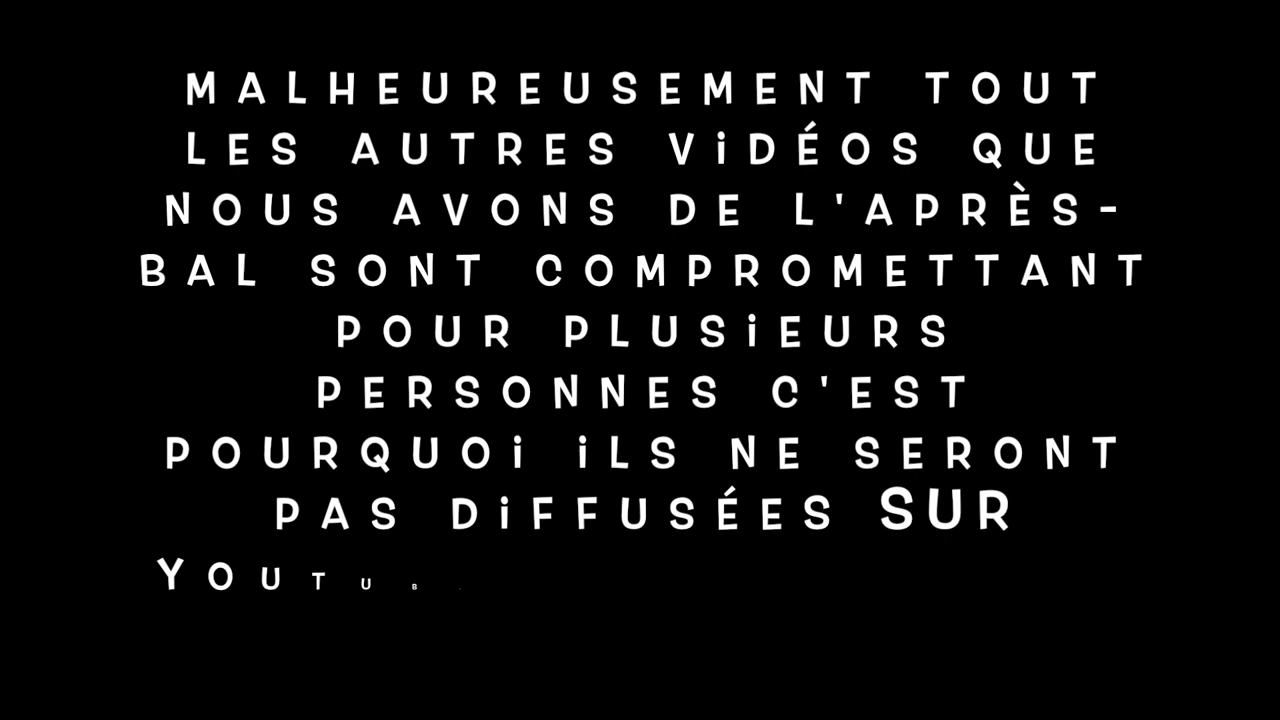 MALHEUREUSEMENT TOUT
LES AUTRES ViDÉOS QUE
NOUS AVONS DE L'APRÈS-
BAL SONT COMPROMETTANT
POUR PLUSiEURS
PERSONNES C'EST
POURQUOi iLS NE SERONT
PAS DiFFUSÉES SUR
YOUTUB